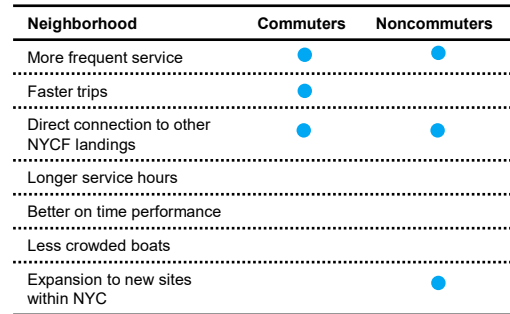 Neighborhood Commuters Noncommuters
More frequent service
Faster trips
Direct connection to other
NYCF landings
Longer service hours
Better on time performance
Less crowded boats
Expansion to new sites
within NYC